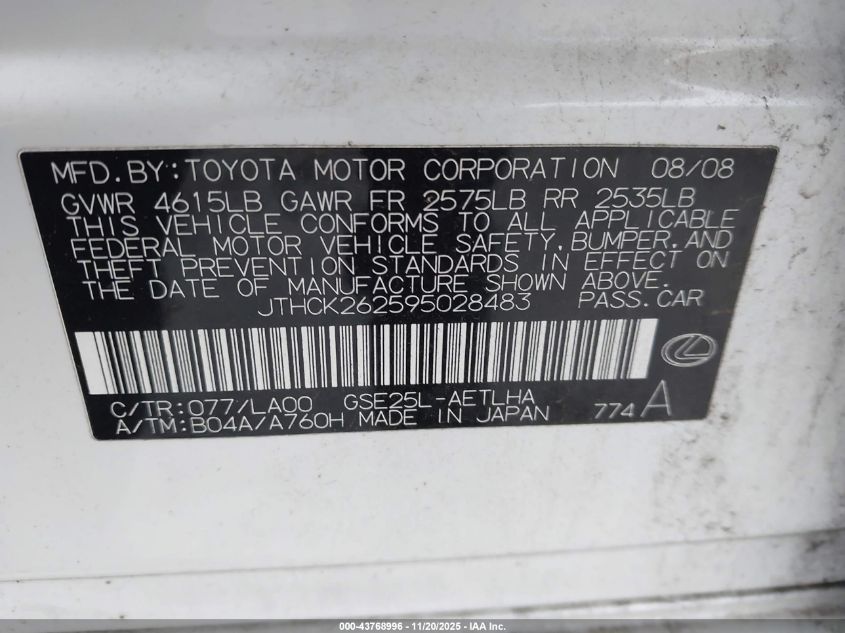 MFD. BY: TOYOTA MOTOR CORPORATION 08/08
GVWR 4615LB GAWR FR 2575LB RR 2535LB
THIS VEHICLE CONFORMS TO ALL APPLICABLE
FEDERAL MOTOR VEHICLE SAFETY, BUMPER, AND
THEFT PREVENTION STANDARDS IN EFFECT ON
THE DATE OF MANUFACTURE SHOWN ABOVE.
JTHCK262595028483 PASS. CAR
C/TR: 077/LA00 GSE25L-AETLHA
A/TM: B04A/A760H MADE IN JAPAN 774 A
000-43768996 - 11/20/2025 - IAA Inc.